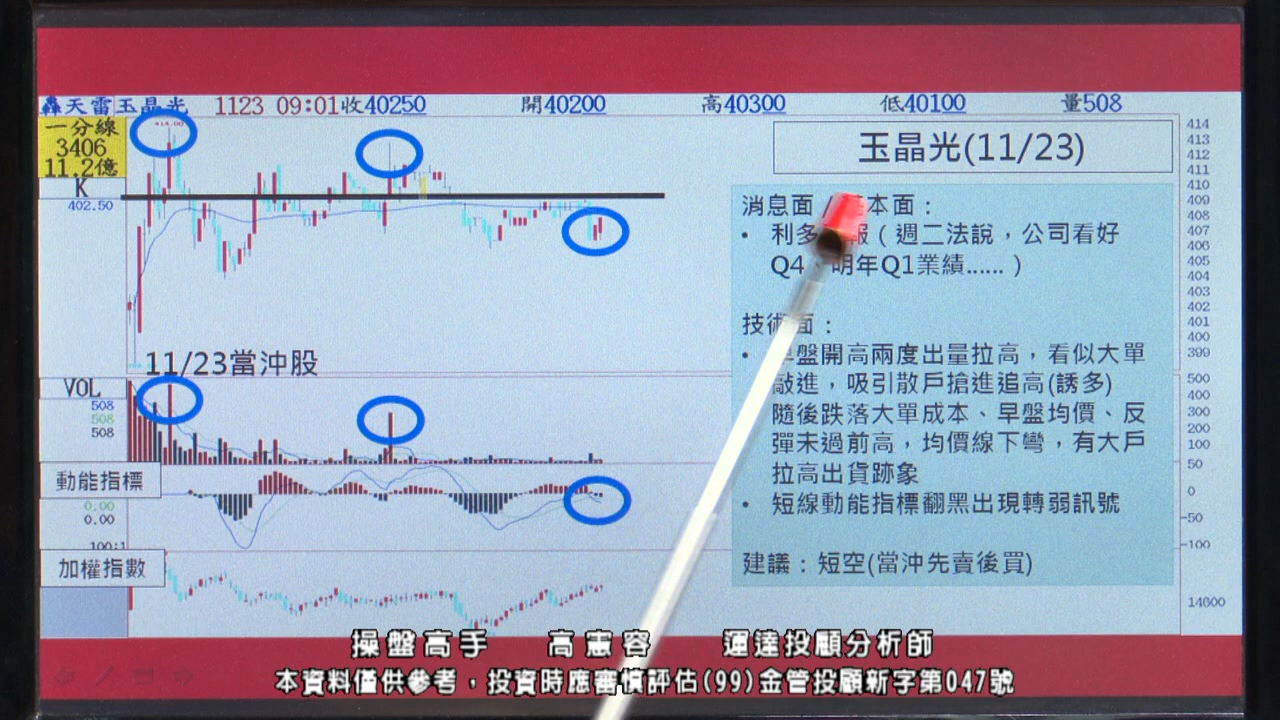 轟天雷玉晶光 1123 09:01收40250 開40200 高40300 低40100 量508
一分線
3406
11.2億
K
402.50
414.00
玉晶光(11/23)
消息面 本面：
• 利多 報（週二法說，公司看好
Q4、明年Q1業績……）
技術面：
• 早盤開高兩度出量拉高，看似大單
敲進，吸引散戶搶進追高(誘多)
隨後跌落大單成本、早盤均價、反
彈未過前高，均價線下彎，有大戶
拉高出貨跡象
• 短線動能指標翻黑出現轉弱訊號
建議：短空(當沖先賣後買)
414
413
412
411
410
409
408
407
406
405
404
403
402
401
400
399
11/23當沖股
VOL
508
508
508
500
400
300
200
100
動能指標
0.00
0.00
50
0
-50
-100
加權指數
14600
操盤高手 高憲容 運達投顧分析師
本資料僅供參考，投資時應審慎評估(99)金管投顧新字第047號